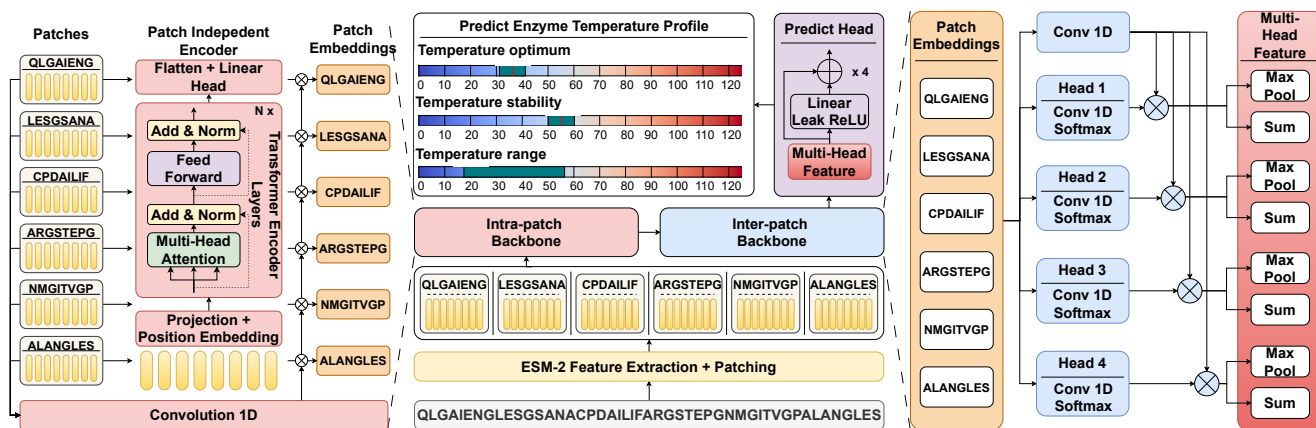 Patches
QLGAIENG
LESGSANA
CPDAILIF
ARGSTEPG
NMGITVGP
ALANGLES
Patch Indepedent
Encoder
Flatten + Linear
Head
N x
Add & Norm
Feed
Forward
Add & Norm
Multi-Head
Attention
Transformer Encoder
Layers
Projection +
Position Embedding
Convolution 1D
Patch
Embeddings
QLGAIENG
LESGSANA
CPDAILIF
ARGSTEPG
NMGITVGP
ALANGLES
Predict Enzyme Temperature Profile
Temperature optimum
0 10 20 30 40 50 60 70 80 90 100 120
Temperature stability
0 10 20 30 40 50 60 70 80 90 100 120
Temperature range
0 10 20 30 40 50 60 70 80 90 100 120
Predict Head
x 4
Linear
Leak ReLU
Multi-Head
Feature
Intra-patch
Backbone
Inter-patch
Backbone
QLGAIENG LESGSANA CPDAILIF ARGSTEPG NMGITVGP ALANGLES
ESM-2 Feature Extraction + Patching
QLGAIENGLESGSANACPDAILIFARGSTEPGNMGITVGPALANGLES
Patch
Embeddings
QLGAIENG
LESGSANA
CPDAILIF
ARGSTEPG
NMGITVGP
ALANGLES
Conv 1D
Head 1
Conv 1D
Softmax
Head 2
Conv 1D
Softmax
Head 3
Conv 1D
Softmax
Head 4
Conv 1D
Softmax
Multi-
Head
Feature
Max
Pool
Sum
Max
Pool
Sum
Max
Pool
Sum
Max
Pool
Sum